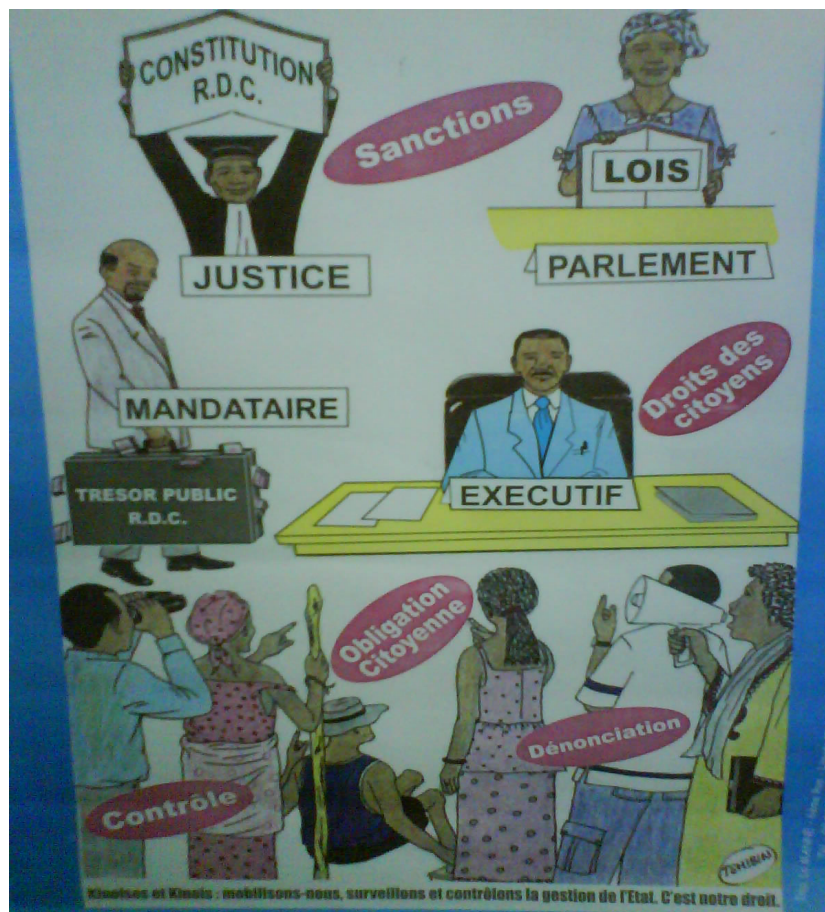 CONSTITUTION
R.D.C.
Sanctions
LOIS
JUSTICE
PARLEMENT
MANDATAIRE
Droits des
citoyens
TRESOR PUBLIC
R.D.C.
EXECUTIF
Obligation
Citoyenne
Dénonciation
Contrôle
Kinoises et Kinois : mobilisons-nous, surveillons et contrôlons la gestion de l'Etat. C'est notre droit.